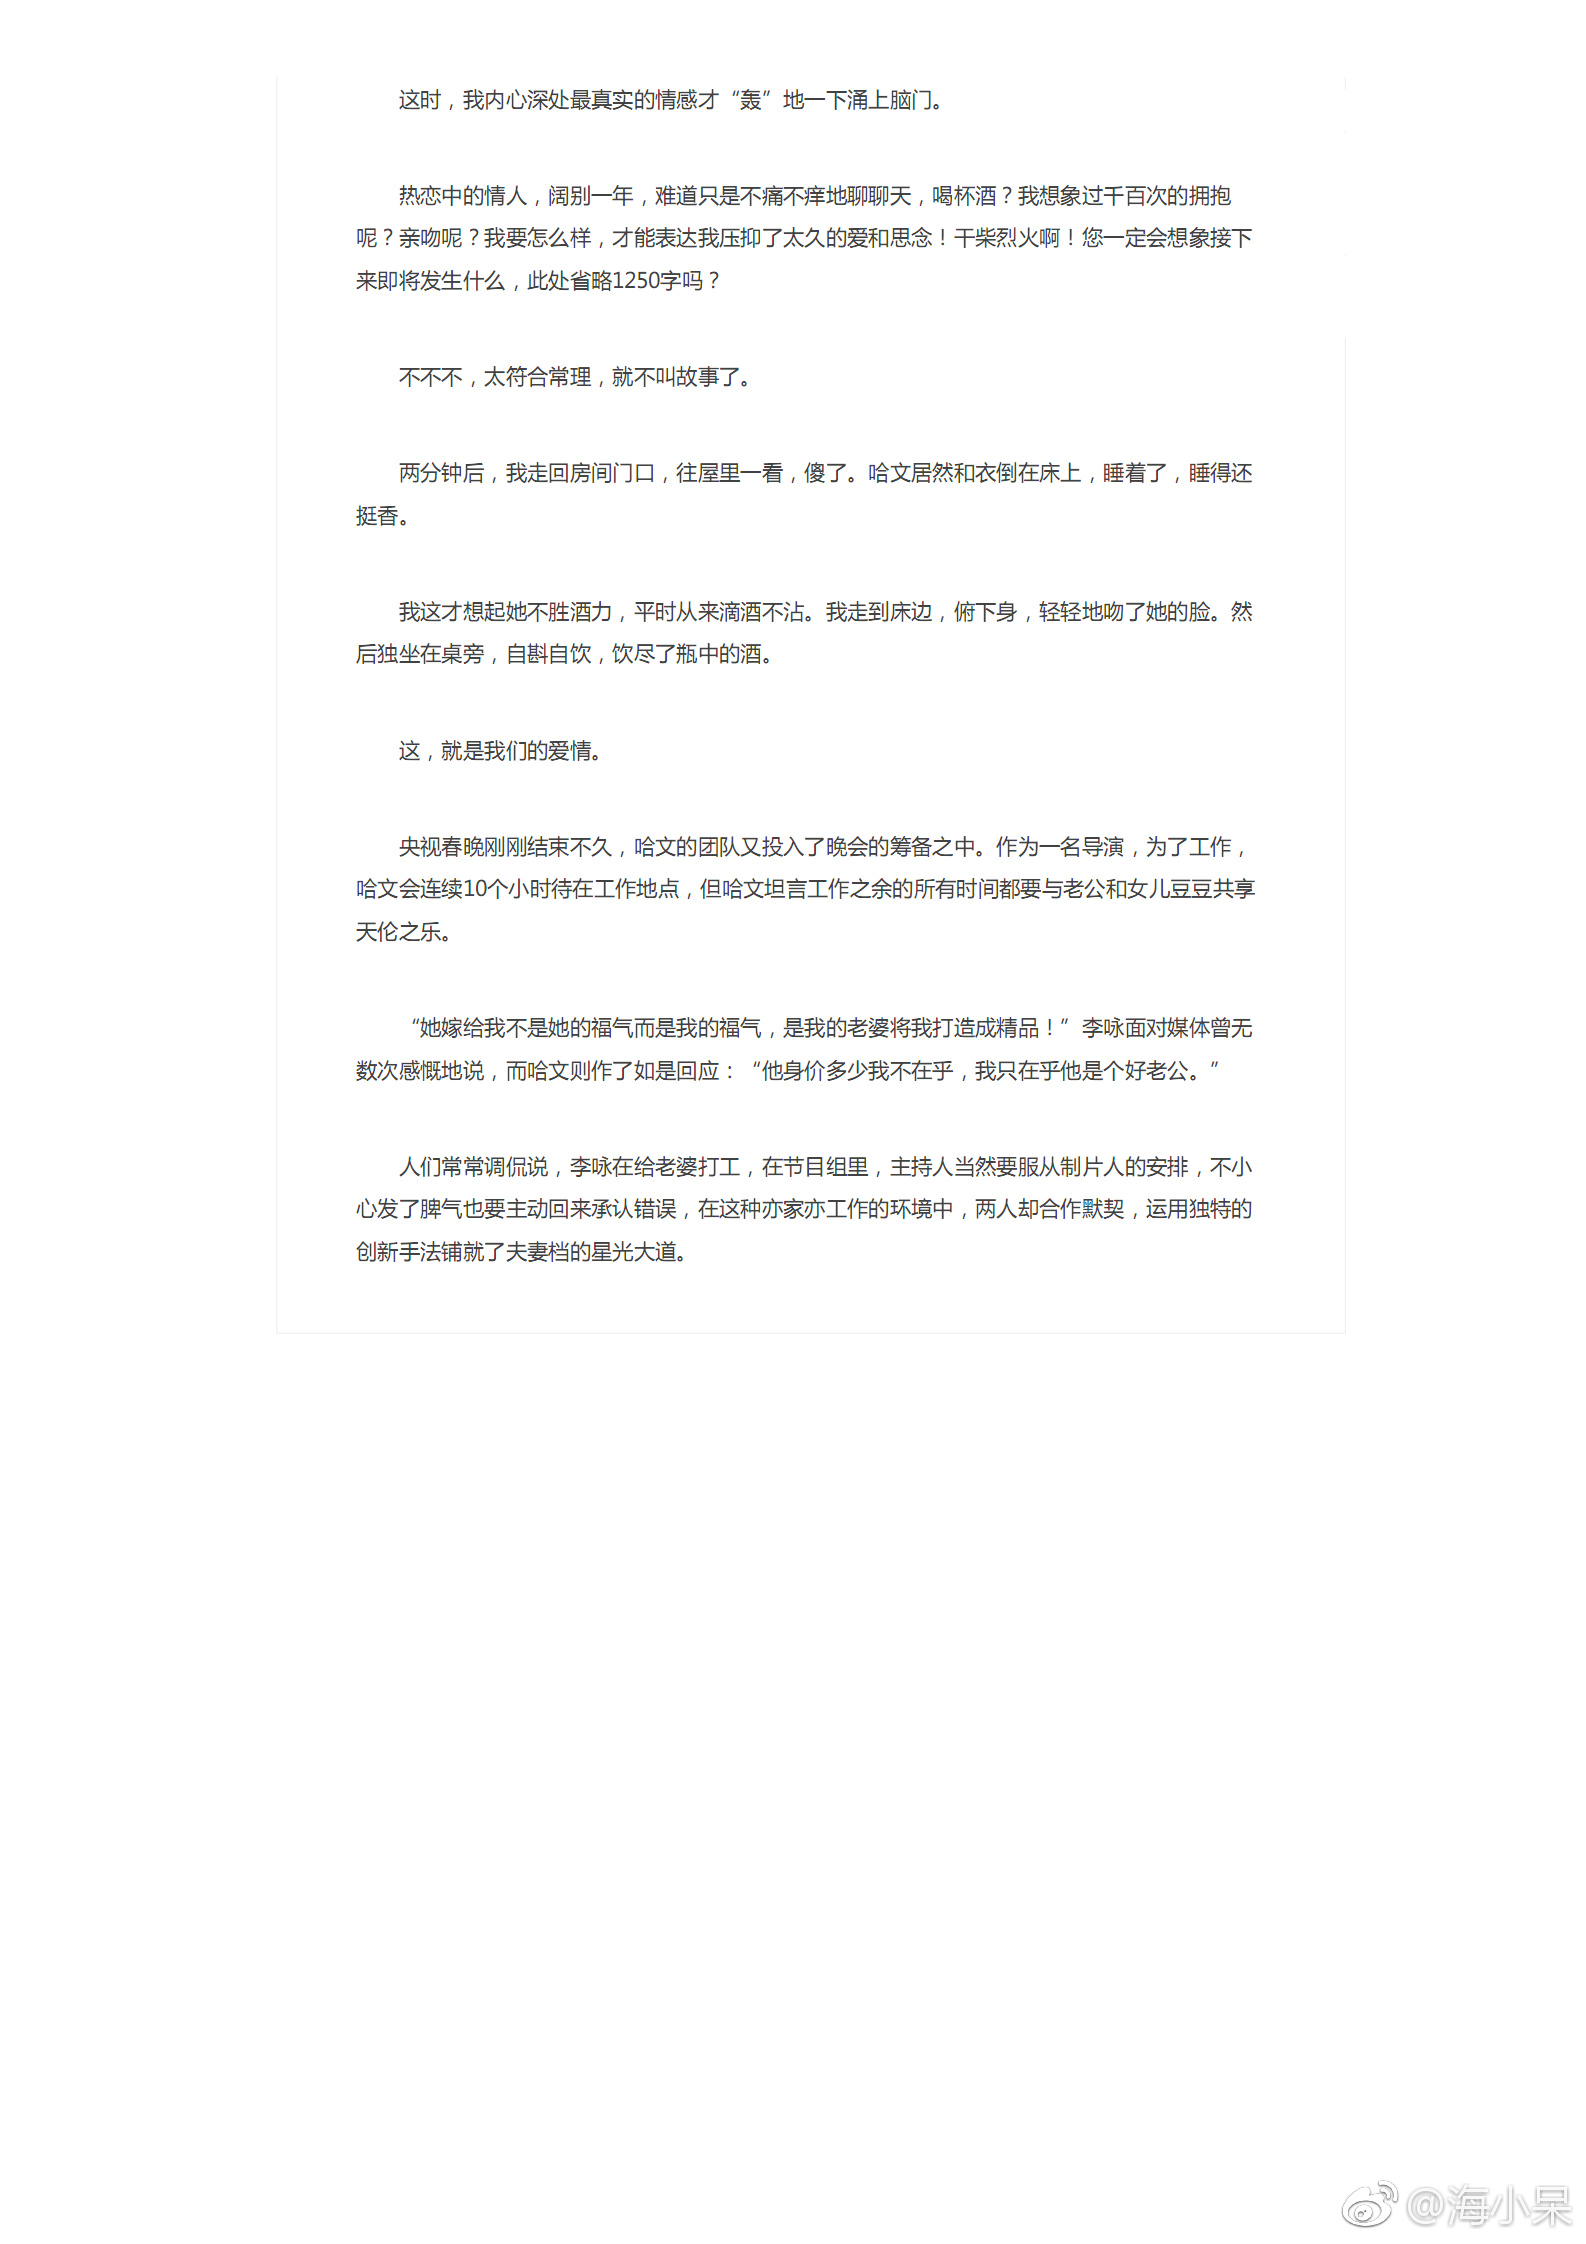 这时，我内心深处最真实的情感才“轰”地一下涌上脑门。
热恋中的情人，阔别一年，难道只是不痛不痒地聊聊天，喝杯酒？我想象过千百次的拥抱
呢？亲吻呢？我要怎么样，才能表达我压抑了太久的爱和思念！干柴烈火啊！您一定会想象接下
来即将发生什么，此处省略1250字吗？
不不不，太符合常理，就不叫故事了。
两分钟后，我走回房间门口，往屋里一看，傻了。哈文居然和衣倒在床上，睡着了，睡得还
挺香。
我这才想起她不胜酒力，平时从来滴酒不沾。我走到床边，俯下身，轻轻地吻了她的脸。然
后独坐在桌旁，自斟自饮，饮尽了瓶中的酒。
这，就是我们的爱情。
央视春晚刚刚结束不久，哈文的团队又投入了晚会的筹备之中。作为一名导演，为了工作，
哈文会连续10个小时待在工作地点，但哈文坦言工作之余的所有时间都要与老公和女儿豆豆共享
天伦之乐。
“她嫁给我不是她的福气而是我的福气，是我的老婆将我打造成精品！”李咏面对媒体曾无
数次感慨地说，而哈文则作了如是回应：“他身价多少我不在乎，我只在乎他是个好老公。”
人们常常调侃说，李咏在给老婆打工，在节目组里，主持人当然要服从制片人的安排，不小
心发了脾气也要主动回来承认错误，在这种亦家亦工作的环境中，两人却合作默契，运用独特的
创新手法铺就了夫妻档的星光大道。
@海小呆